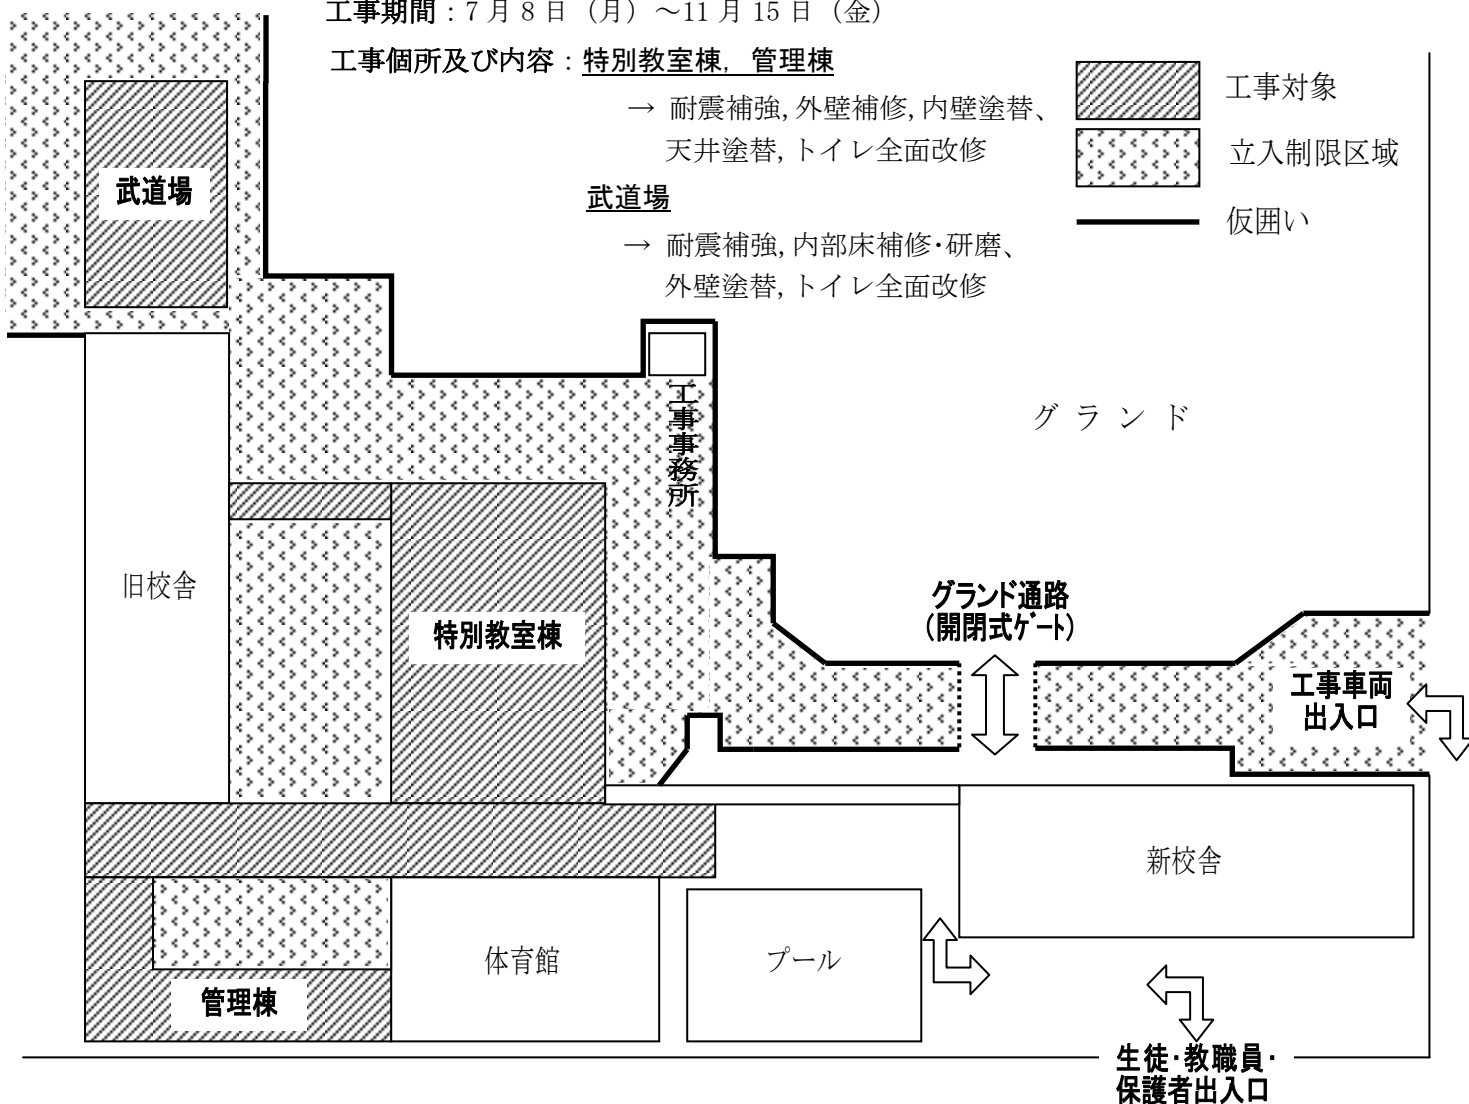 工事期間：7月8日（月）～11月15日（金）
工事個所及び内容：特別教室棟，管理棟
→ 耐震補強,外壁補修,内壁塗替、
天井塗替,トイレ全面改修
武道場
→ 耐震補強,内部床補修・研磨、
外壁塗替,トイレ全面改修
工事対象
立入制限区域
仮囲い
武道場
工事事務所
グランド
旧校舎
特別教室棟
グランド通路
(開閉式ｹﾞｰﾄ)
工事車両
出入口
新校舎
体育館
プール
管理棟
生徒・教職員・
保護者出入口